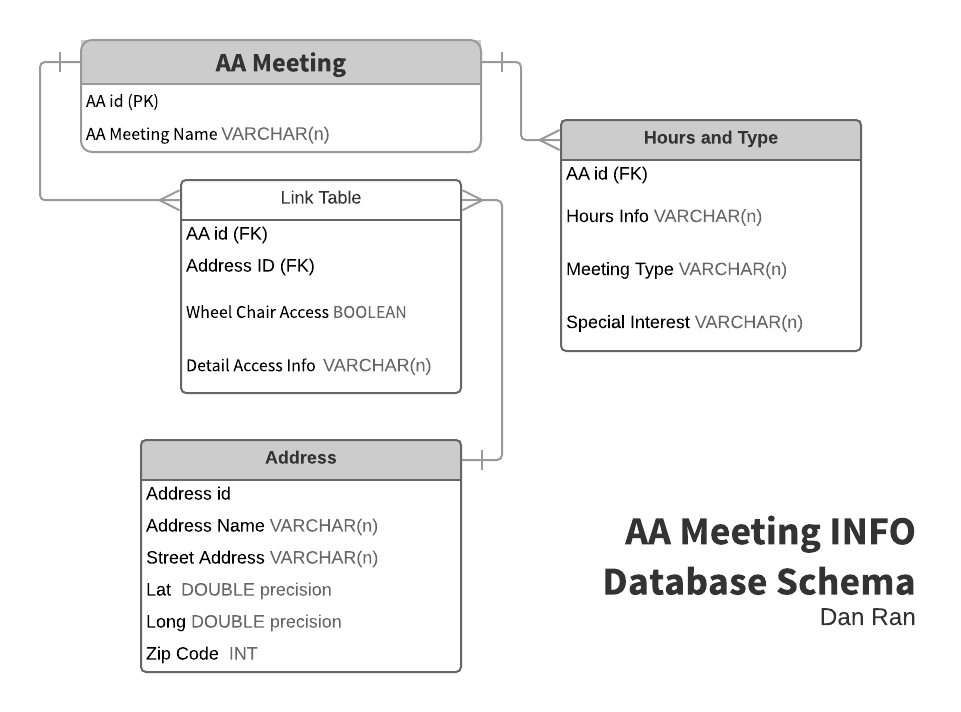 AA Meeting
AA id (PK)
AA Meeting Name VARCHAR(n)
Hours and Type
AA id (FK)
Hours Info VARCHAR(n)
Meeting Type VARCHAR(n)
Special Interest VARCHAR(n)
Link Table
AA id (FK)
Address ID (FK)
Wheel Chair Access BOOLEAN
Detail Access Info VARCHAR(n)
Address
Address id
Address Name VARCHAR(n)
Street Address VARCHAR(n)
Lat DOUBLE precision
Long DOUBLE precision
Zip Code INT
AA Meeting INFO
Database Schema
Dan Ran